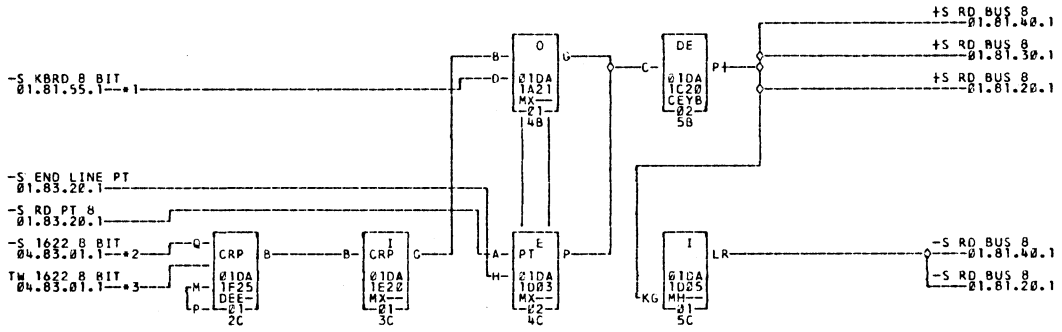 +S RD BUS 8
01.81.40.1
+S RD BUS 8
01.81.30.1
+S RD BUS 8
01.81.20.1
-S KBRD 8 BIT
01.81.55.1--*1
B-
D-
O
G
01DA
1A21
MX--
-01-
4B
-C-
DE
P+
01DA
1C20
CEYB
02
5B
-S END LINE PT
01.83.20.1
-S RD PT 8
01.83.20.1
-S 1622 8 BIT
04.83.01.1--*2
TW 1622 8 BIT
04.83.01.1--*3
-Q-
M-
P-
CRP
B
01DA
1F25
DEE-
-01-
2C
B-
I
CRP
G
01DA
1E20
MX--
-01-
3C
-A-
-H-
E
PT
P
01DA
1D03
MX--
-02-
4C
-KG
I
LR
01DA
1D05
MH--
-01-
5C
-S RD BUS 8
01.81.40.1
-S RD BUS 8
01.81.20.1